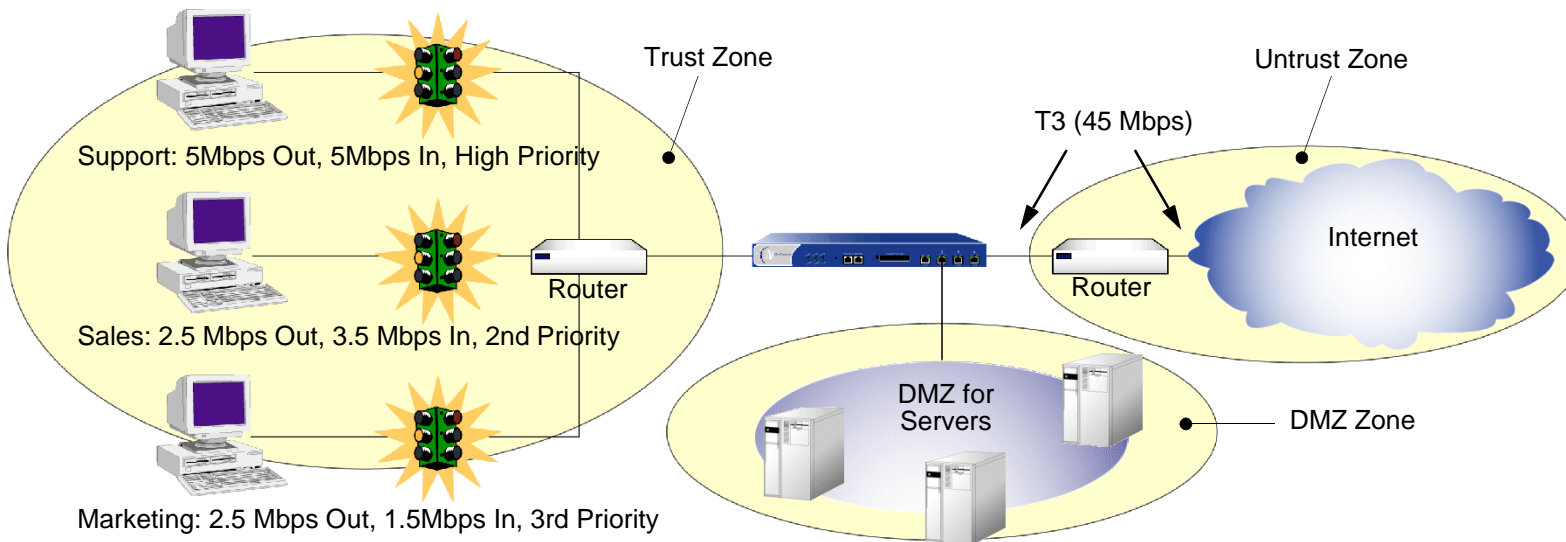 Trust Zone
Untrust Zone
T3 (45 Mbps)
Support: 5Mbps Out, 5Mbps In, High Priority
Internet
Router
Router
Sales: 2.5 Mbps Out, 3.5 Mbps In, 2nd Priority
DMZ for
Servers
DMZ Zone
Marketing: 2.5 Mbps Out, 1.5Mbps In, 3rd Priority